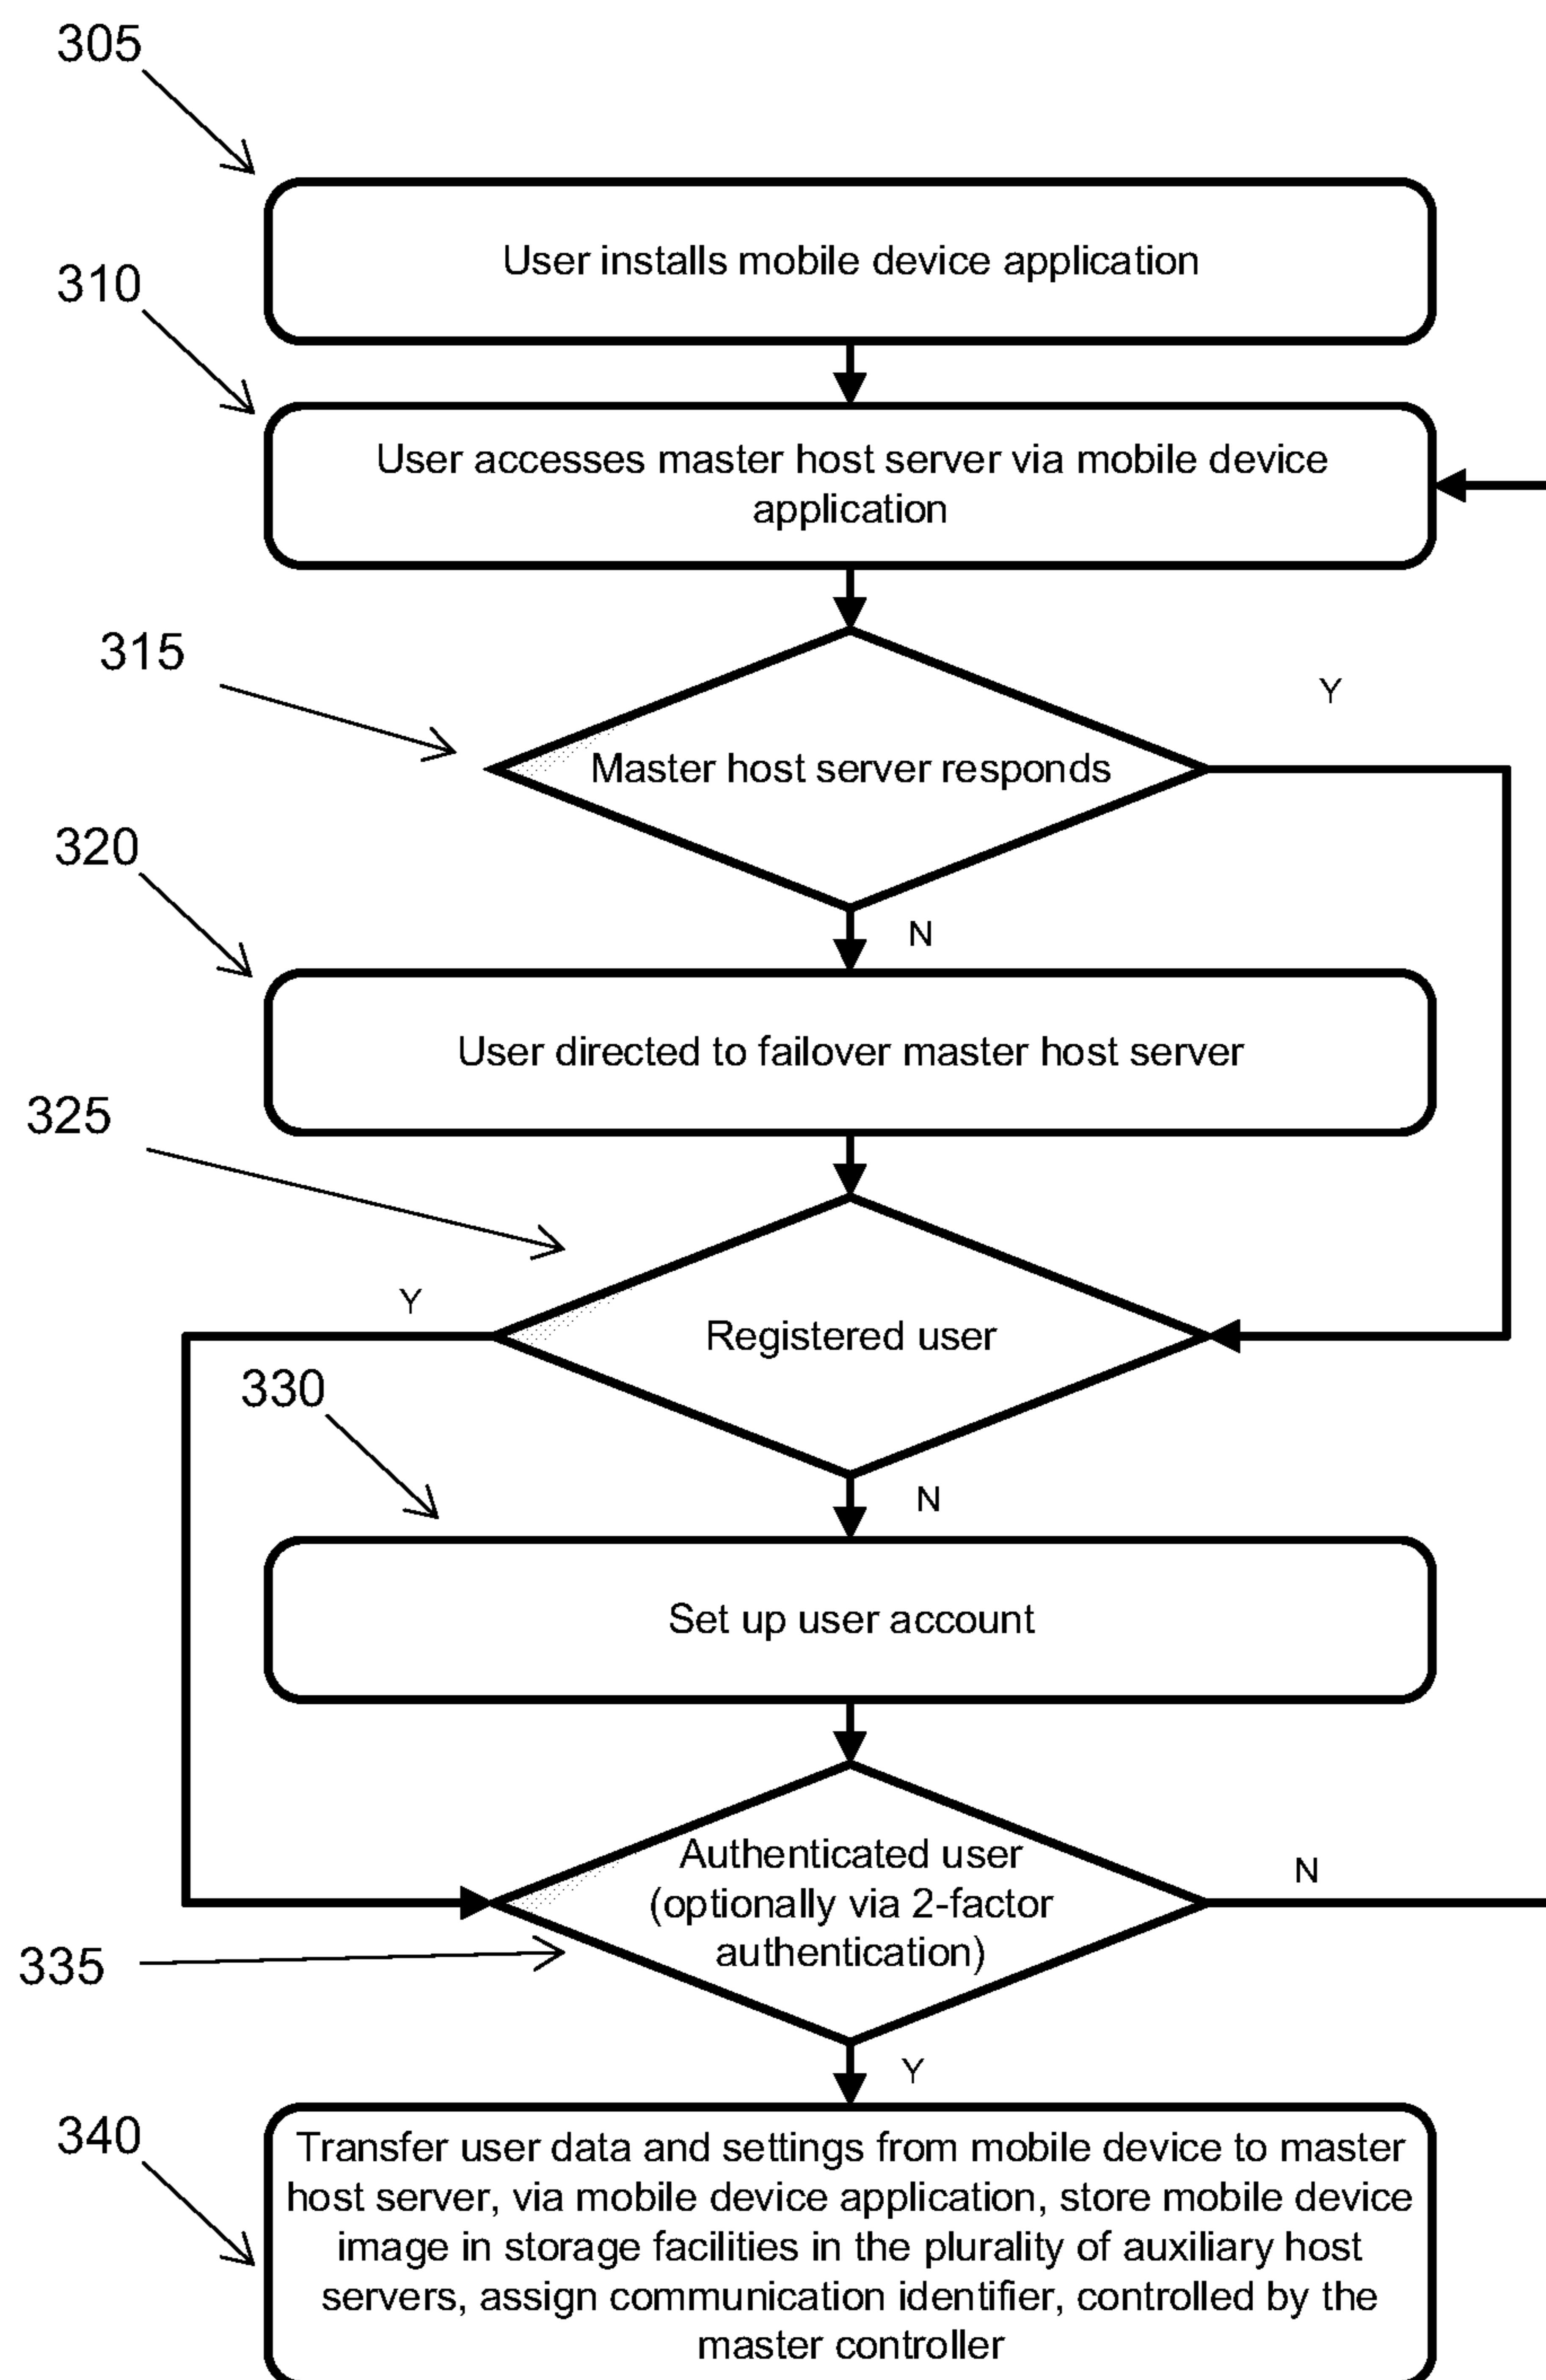 305
User installs mobile device application
310
User accesses master host server via mobile device
application
315
Y
Master host server responds
320
N
User directed to failover master host server
325
Y
Registered user
330
N
Set up user account
Authenticated user
(optionally via 2-factor
authentication)
N
335
Y
340
Transfer user data and settings from mobile device to master
host server, via mobile device application, store mobile device
image in storage facilities in the plurality of auxiliary host
servers, assign communication identifier, controlled by the
master controller